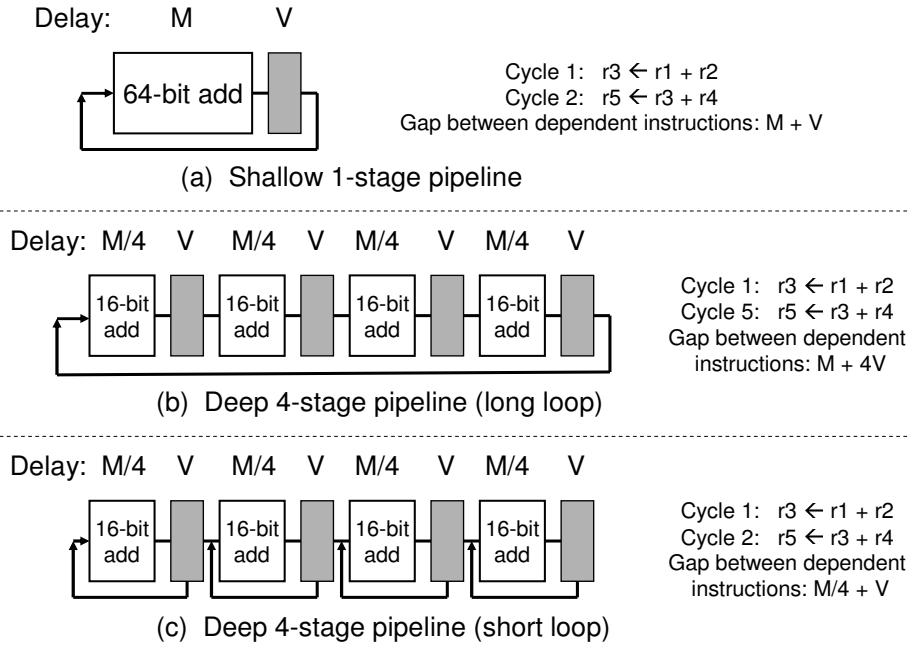 Delay: M V
64-bit add
Cycle 1: r3 ← r1 + r2
Cycle 2: r5 ← r3 + r4
Gap between dependent instructions: M + V
(a) Shallow 1-stage pipeline
Delay: M/4 V M/4 V M/4 V M/4 V
16-bit add
16-bit add
16-bit add
16-bit add
Cycle 1: r3 ← r1 + r2
Cycle 5: r5 ← r3 + r4
Gap between dependent
instructions: M + 4V
(b) Deep 4-stage pipeline (long loop)
Delay: M/4 V M/4 V M/4 V M/4 V
16-bit add
16-bit add
16-bit add
16-bit add
Cycle 1: r3 ← r1 + r2
Cycle 2: r5 ← r3 + r4
Gap between dependent
instructions: M/4 + V
(c) Deep 4-stage pipeline (short loop)